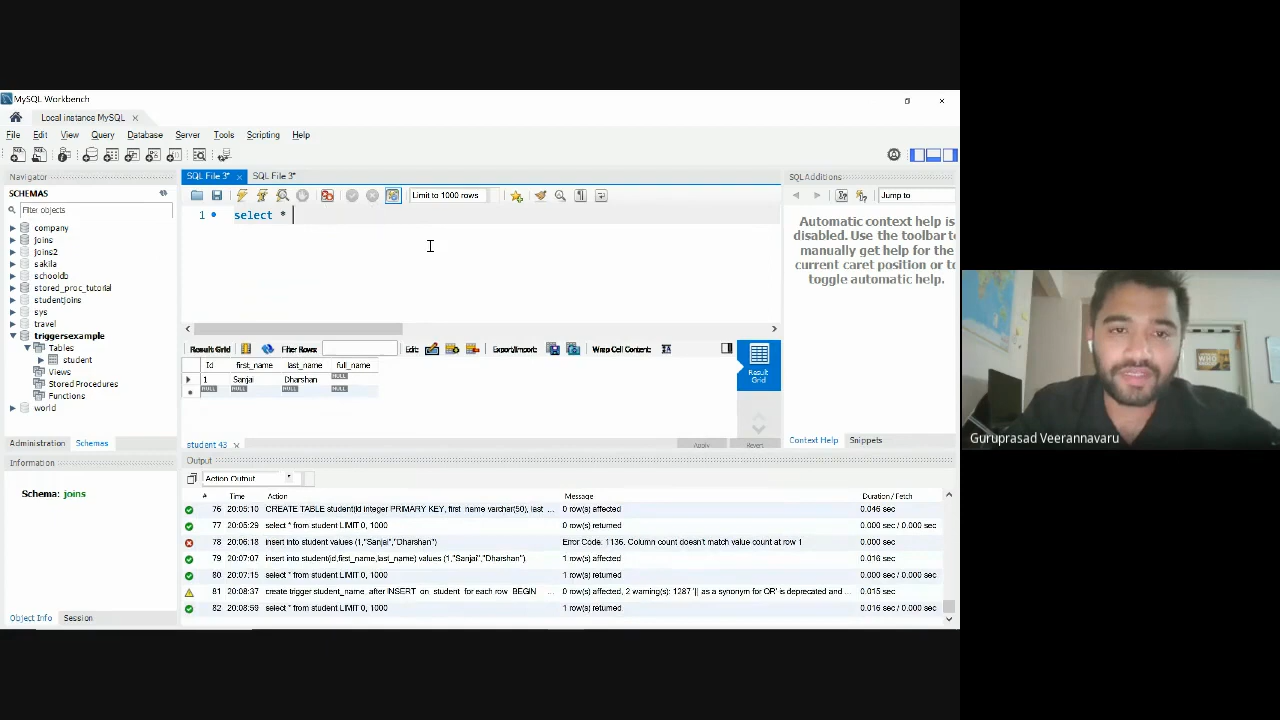 MySQL Workbench
Local instance MySQL
File Edit View Query Database Server Tools Scripting Help
Navigator
SQL File 3*
SQL File 3*
SQLAdditions
SCHEMAS
Limit to 1000 rows
Jump to
Filter objects
1
select *
company
joins
joins2
sakila
schooldb
stored_proc_tutorial
studentjoins
sys
travel
triggersexample
Tables
student
Views
Stored Procedures
Functions
world
Automatic context help is
disabled. Use the toolbar to
manually get help for the
current caret position or to
toggle automatic help.
Result Grid Filter Rows: Edit: Export/Import: Wrap Cell Content: IA
Id first_name last_name full_name
1 Sanjai Dharshan NULL
NULL NULL NULL NULL
Result
Grid
WHO
Guruprasad Veerannavaru
Administration Schemas
student 43
Apply Revert
Context Help Snippets
Information
Output
Action Output
Schema: joins
# Time Action Message Duration / Fetch
76 20:05:10 CREATE TABLE student(Id integer PRIMARY KEY, first_name varchar(50), last ... 0 row(s) affected 0.046 sec
77 20:05:29 select * from student LIMIT 0, 1000 0 row(s) returned 0.000 sec / 0.000 sec
78 20:06:18 insert into student values (1,"Sanjai","Dharshan") Error Code: 1136. Column count doesn't match value count at row 1 0.000 sec
79 20:07:07 insert into student(id,first_name,last_name) values (1,"Sanjai","Dharshan") 1 row(s) affected 0.016 sec
80 20:07:15 select * from student LIMIT 0, 1000 1 row(s) returned 0.000 sec / 0.000 sec
81 20:08:37 create trigger student_name after INSERT on student for each row BEGIN ... 0 row(s) affected, 2 warning(s): 1287 '|| as a synonym for OR' is deprecated and ... 0.015 sec
82 20:08:59 select * from student LIMIT 0, 1000 1 row(s) returned 0.016 sec / 0.000 sec
Object Info Session